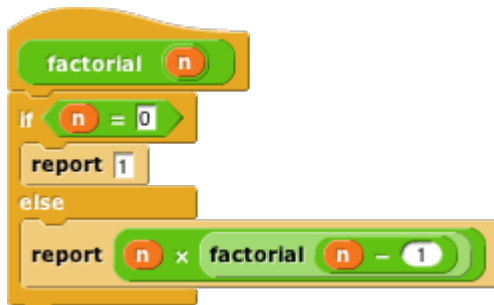 factorial n
if n = 0
report 1
else
report n × factorial n - 1